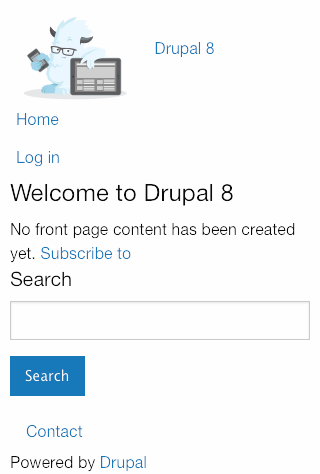 Drupal 8
Home
Log in
Welcome to Drupal 8
No front page content has been created
yet. Subscribe to
Search
Search
Contact
Powered by Drupal